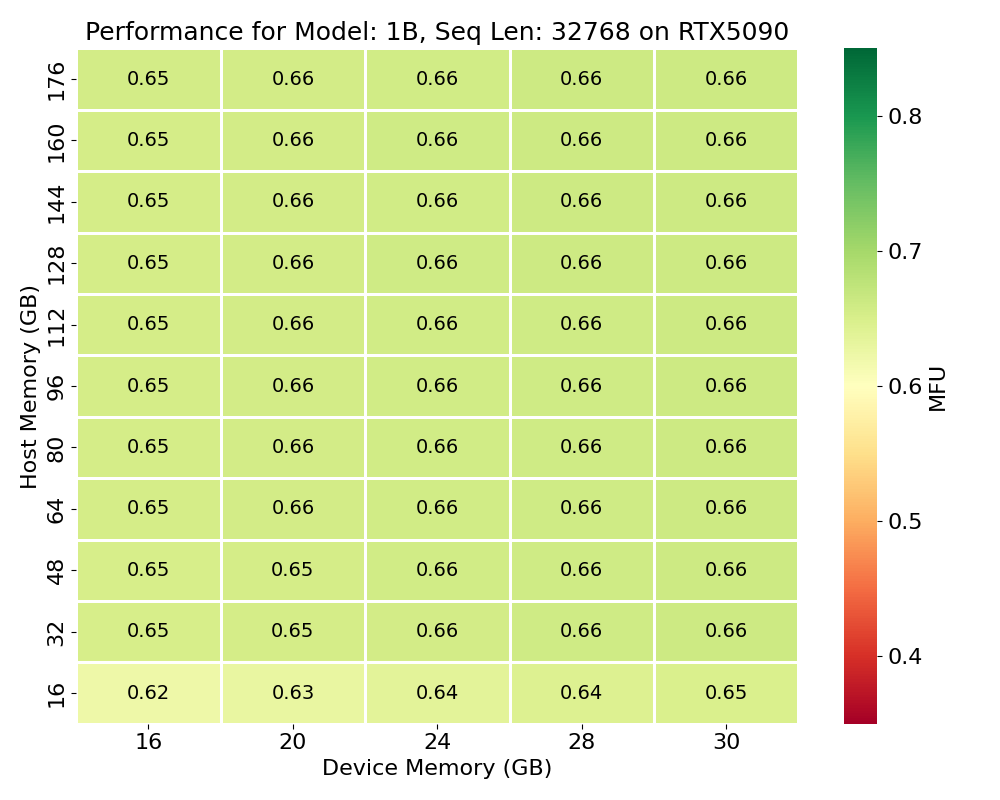 Performance for Model: 1B, Seq Len: 32768 on RTX5090
Host Memory (GB)
176 0.65 0.66 0.66 0.66 0.66
160 0.65 0.66 0.66 0.66 0.66
144 0.65 0.66 0.66 0.66 0.66
128 0.65 0.66 0.66 0.66 0.66
112 0.65 0.66 0.66 0.66 0.66
96 0.65 0.66 0.66 0.66 0.66
80 0.65 0.66 0.66 0.66 0.66
64 0.65 0.66 0.66 0.66 0.66
48 0.65 0.65 0.66 0.66 0.66
32 0.65 0.65 0.66 0.66 0.66
16 0.62 0.63 0.64 0.64 0.65
16 20 24 28 30
Device Memory (GB)
0.8
0.7
0.6
0.5
0.4
MFU